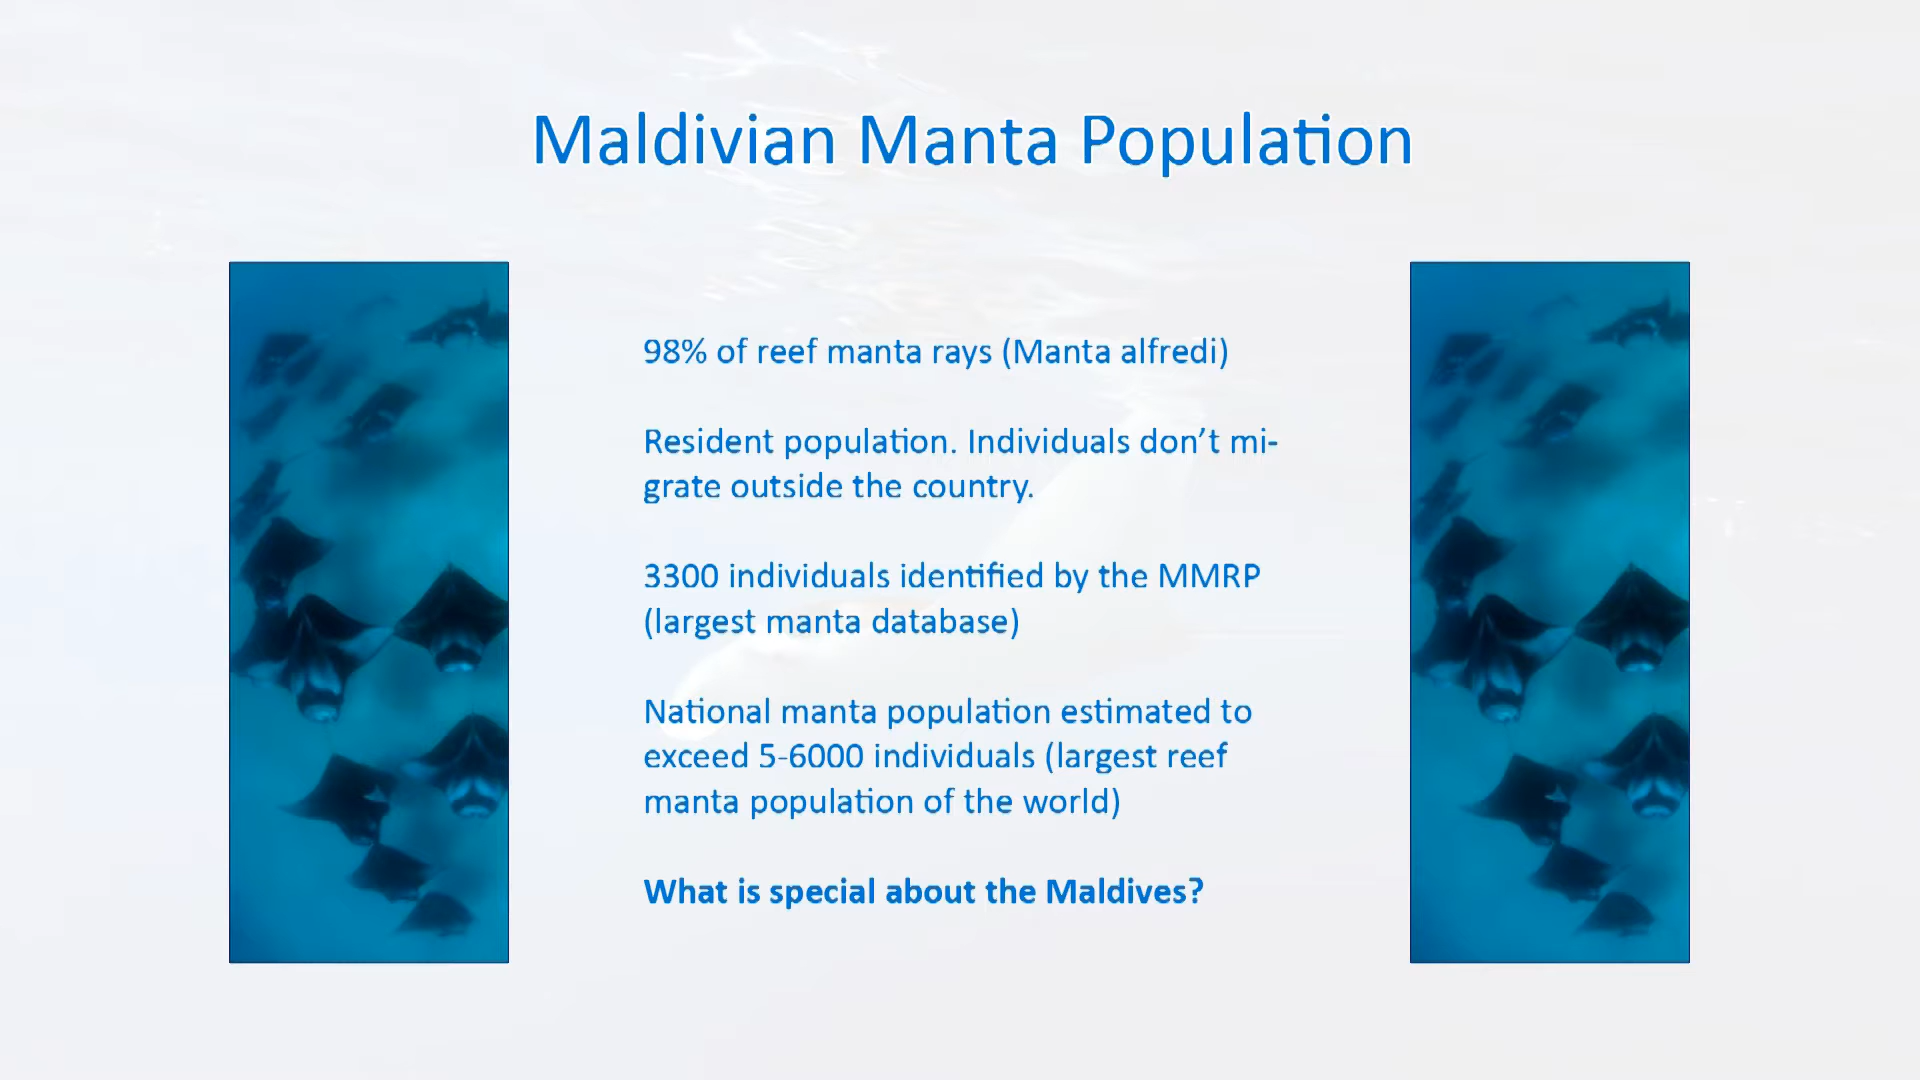 Maldivian Manta Population
98% of reef manta rays (Manta alfredi)
Resident population. Individuals don’t mi-
grate outside the country.
3300 individuals identified by the MMRP
(largest manta database)
National manta population estimated to
exceed 5-6000 individuals (largest reef
manta population of the world)
What is special about the Maldives?